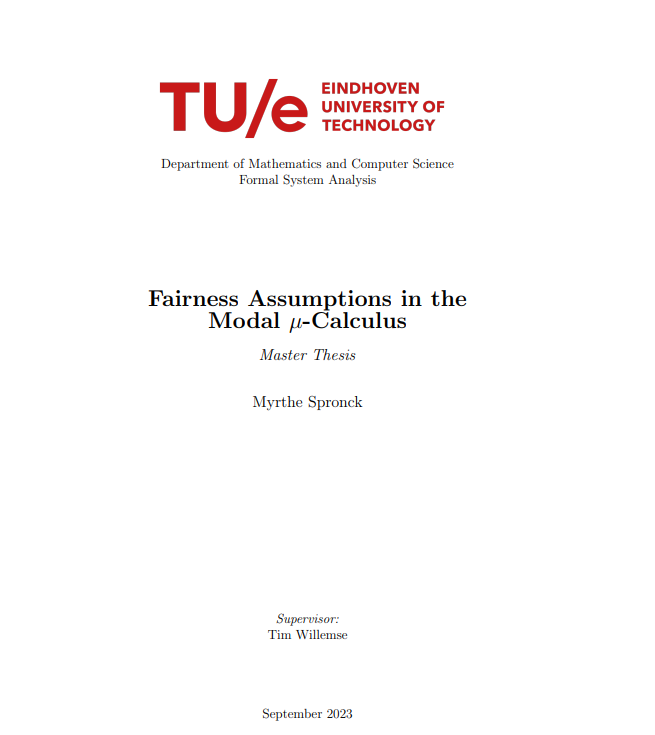 TU/e
EINDHOVEN
UNIVERSITY OF
TECHNOLOGY
Department of Mathematics and Computer Science
Formal System Analysis
Fairness Assumptions in the
Modal μ-Calculus
Master Thesis
Myrthe Spronck
Supervisor:
Tim Willemse
September 2023